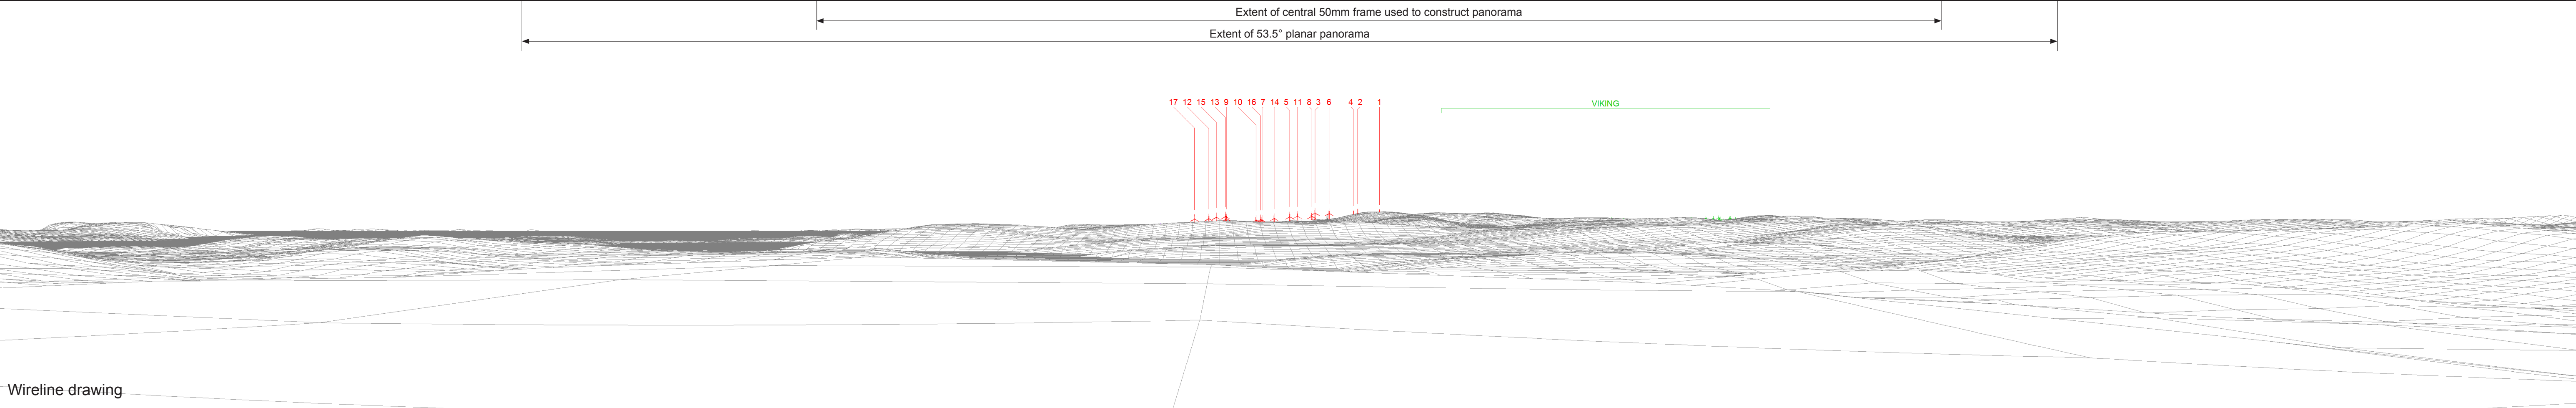 Extent of central 50mm frame used to construct panorama
Extent of 53.5° planar panorama
17 12 15 13 9 10 16 7 14 5 11 8 3 6 4 2 1
VIKING
Wireline drawing